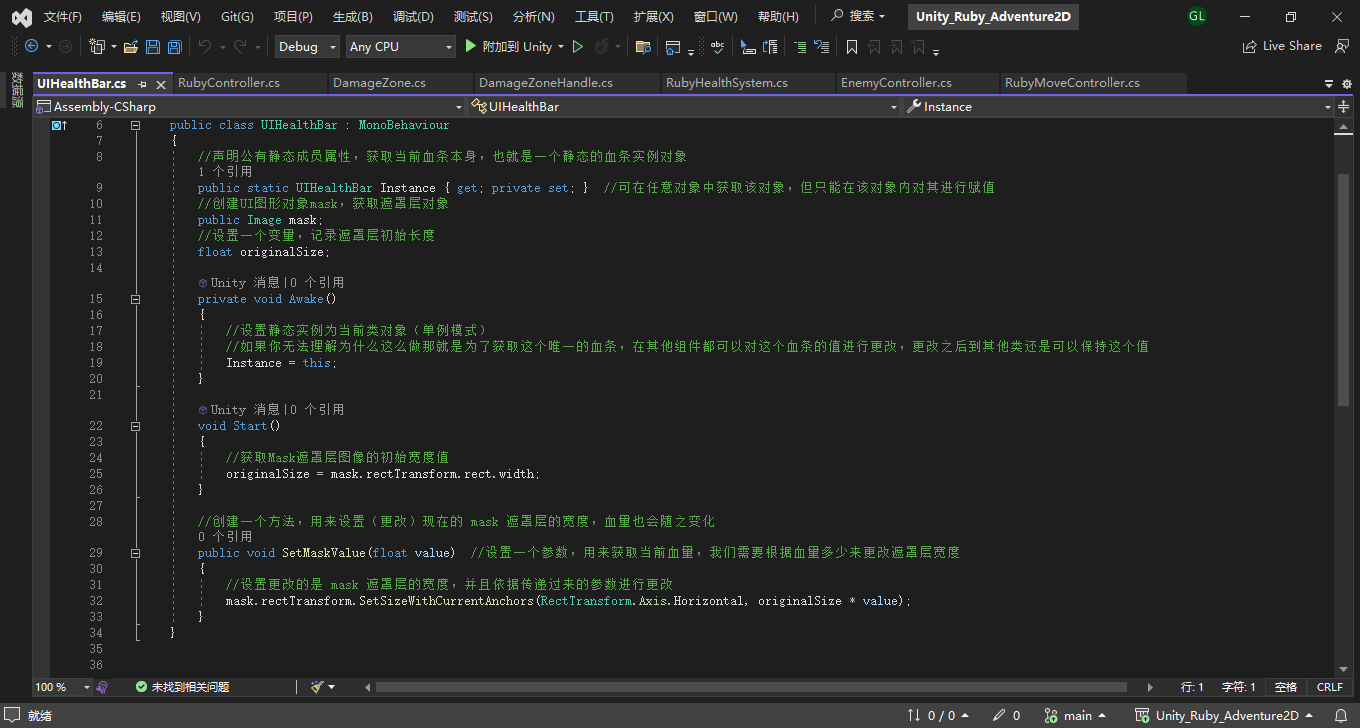 文件(F) 编辑(E) 视图(V) Git(G) 项目(P) 生成(B) 调试(D) 测试(S) 分析(N) 工具(T) 扩展(X) 窗口(W) 帮助(H) 搜索 Unity_Ruby_Adventure2D GL
Debug Any CPU 附加到 Unity Live Share
数据源
UIHealthBar.cs RubyController.cs DamageZone.cs DamageZoneHandle.cs RubyHealthSystem.cs EnemyController.cs RubyMoveController.cs
Assembly-CSharp UIHealthBar Instance
6 public class UIHealthBar : MonoBehaviour
7 {
8 //声明公有静态成员属性，获取当前血条本身，也就是一个静态的血条实例对象
1 个引用
9 public static UIHealthBar Instance { get; private set; } //可在任意对象中获取该对象，但只能在该对象内对其进行赋值
10 //创建UI图形对象mask，获取遮罩层对象
11 public Image mask;
12 //设置一个变量，记录遮罩层初始长度
13 float originalSize;
14
Unity 消息|0 个引用
15 private void Awake()
16 {
17 //设置静态实例为当前类对象（单例模式）
18 //如果你无法理解为什么这么做那就是为了获取这个唯一的血条，在其他组件都可以对这个血条的值进行更改，更改之后到其他类还是可以保持这个值
19 Instance = this;
20 }
21
Unity 消息|0 个引用
22 void Start()
23 {
24 //获取Mask遮罩层图像的初始宽度值
25 originalSize = mask.rectTransform.rect.width;
26 }
27
28 //创建一个方法，用来设置（更改）现在的 mask 遮罩层的宽度，血量也会随之变化
0 个引用
29 public void SetMaskValue(float value) //设置一个参数，用来获取当前血量，我们需要根据血量多少来更改遮罩层宽度
30 {
31 //设置更改的是 mask 遮罩层的宽度，并且依据传递过来的参数进行更改
32 mask.rectTransform.SetSizeWithCurrentAnchors(RectTransform.Axis.Horizontal, originalSize * value);
33 }
34 }
35
36
100 % 未找到相关问题 行: 1 字符: 1 空格 CRLF
就绪 0 / 0 0 main Unity_Ruby_Adventure2D